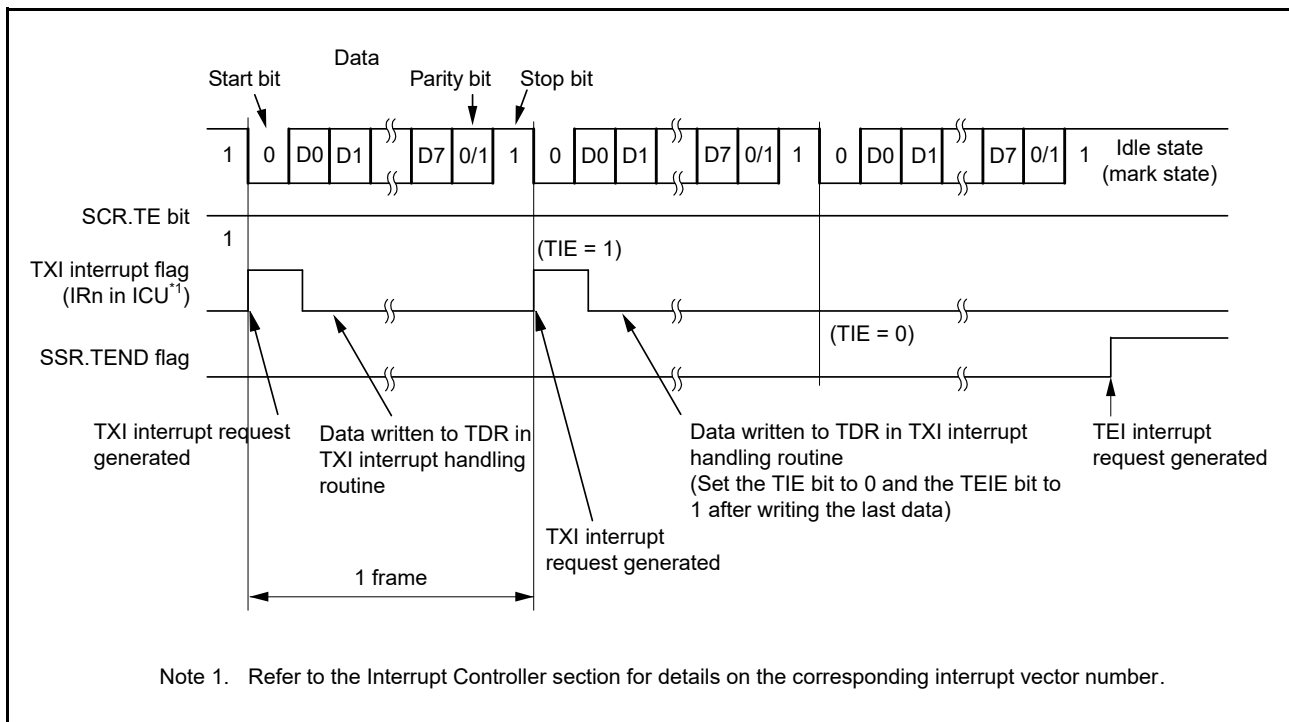 Data
Start bit
Parity bit
Stop bit
1 0 D0 D1 D7 0/1 1 0 D0 D1 D7 0/1 1 0 D0 D1 D7 0/1 1 Idle state
(mark state)
SCR.TE bit
1
(TIE = 1)
TXI interrupt flag
(IRn in ICU*1)
(TIE = 0)
SSR.TEND flag
TXI interrupt request
generated
Data written to TDR in
TXI interrupt handling
routine
Data written to TDR in TXI interrupt
handling routine
(Set the TIE bit to 0 and the TEIE bit to
1 after writing the last data)
TEI interrupt
request generated
TXI interrupt
request generated
1 frame
Note 1. Refer to the Interrupt Controller section for details on the corresponding interrupt vector number.